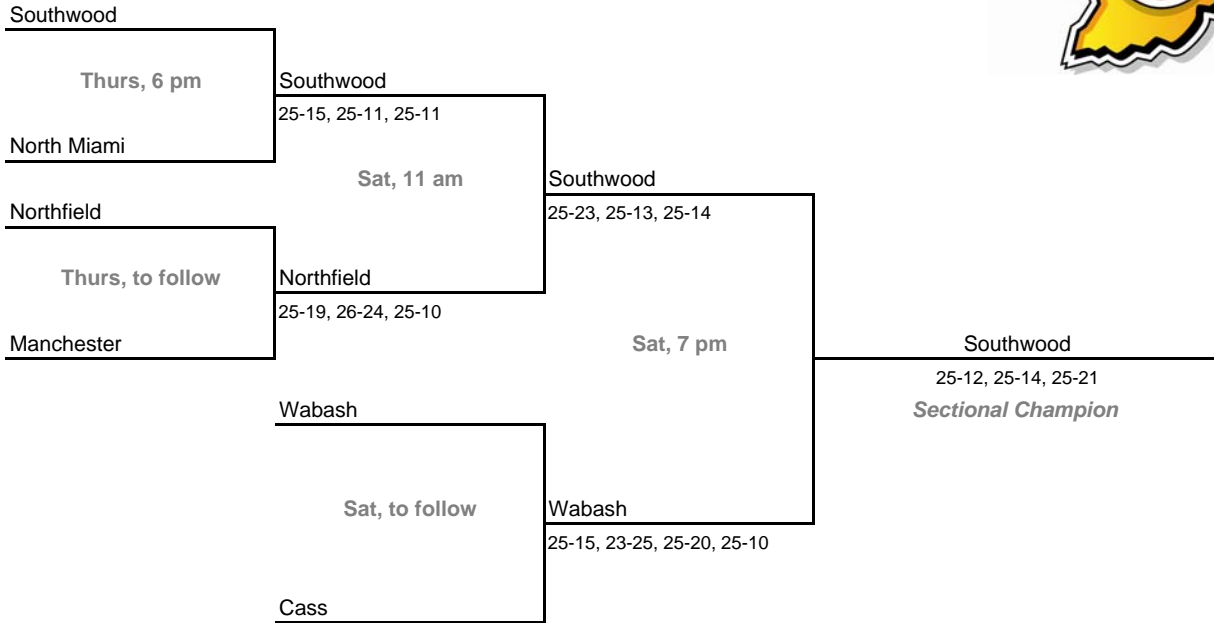 Southwood
Thurs, 6 pm
Southwood
25-15, 25-11, 25-11
North Miami
Sat, 11 am
Southwood
Northfield
25-23, 25-13, 25-14
Thurs, to follow
Northfield
25-19, 26-24, 25-10
Manchester
Sat, 7 pm
Southwood
25-12, 25-14, 25-21
Wabash
Sectional Champion
Sat, to follow
Wabash
25-15, 23-25, 25-20, 25-10
Cass